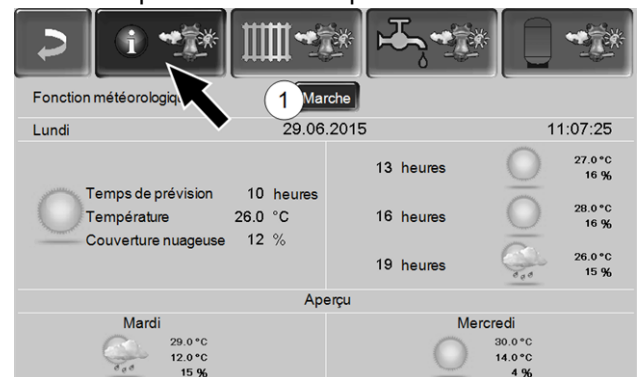 Fonction météorologique 1 Marche
Lundi 29.06.2015 11:07:25
Temps de prévision 10 heures
Température 26.0 °C
Couverture nuageuse 12 %
13 heures 27.0 °C
16 %
16 heures 28.0 °C
16 %
19 heures 26.0 °C
15 %
Aperçu
Mardi
29.0 °C
12.0 °C
15 %
Mercredi
30.0 °C
14.0 °C
4 %